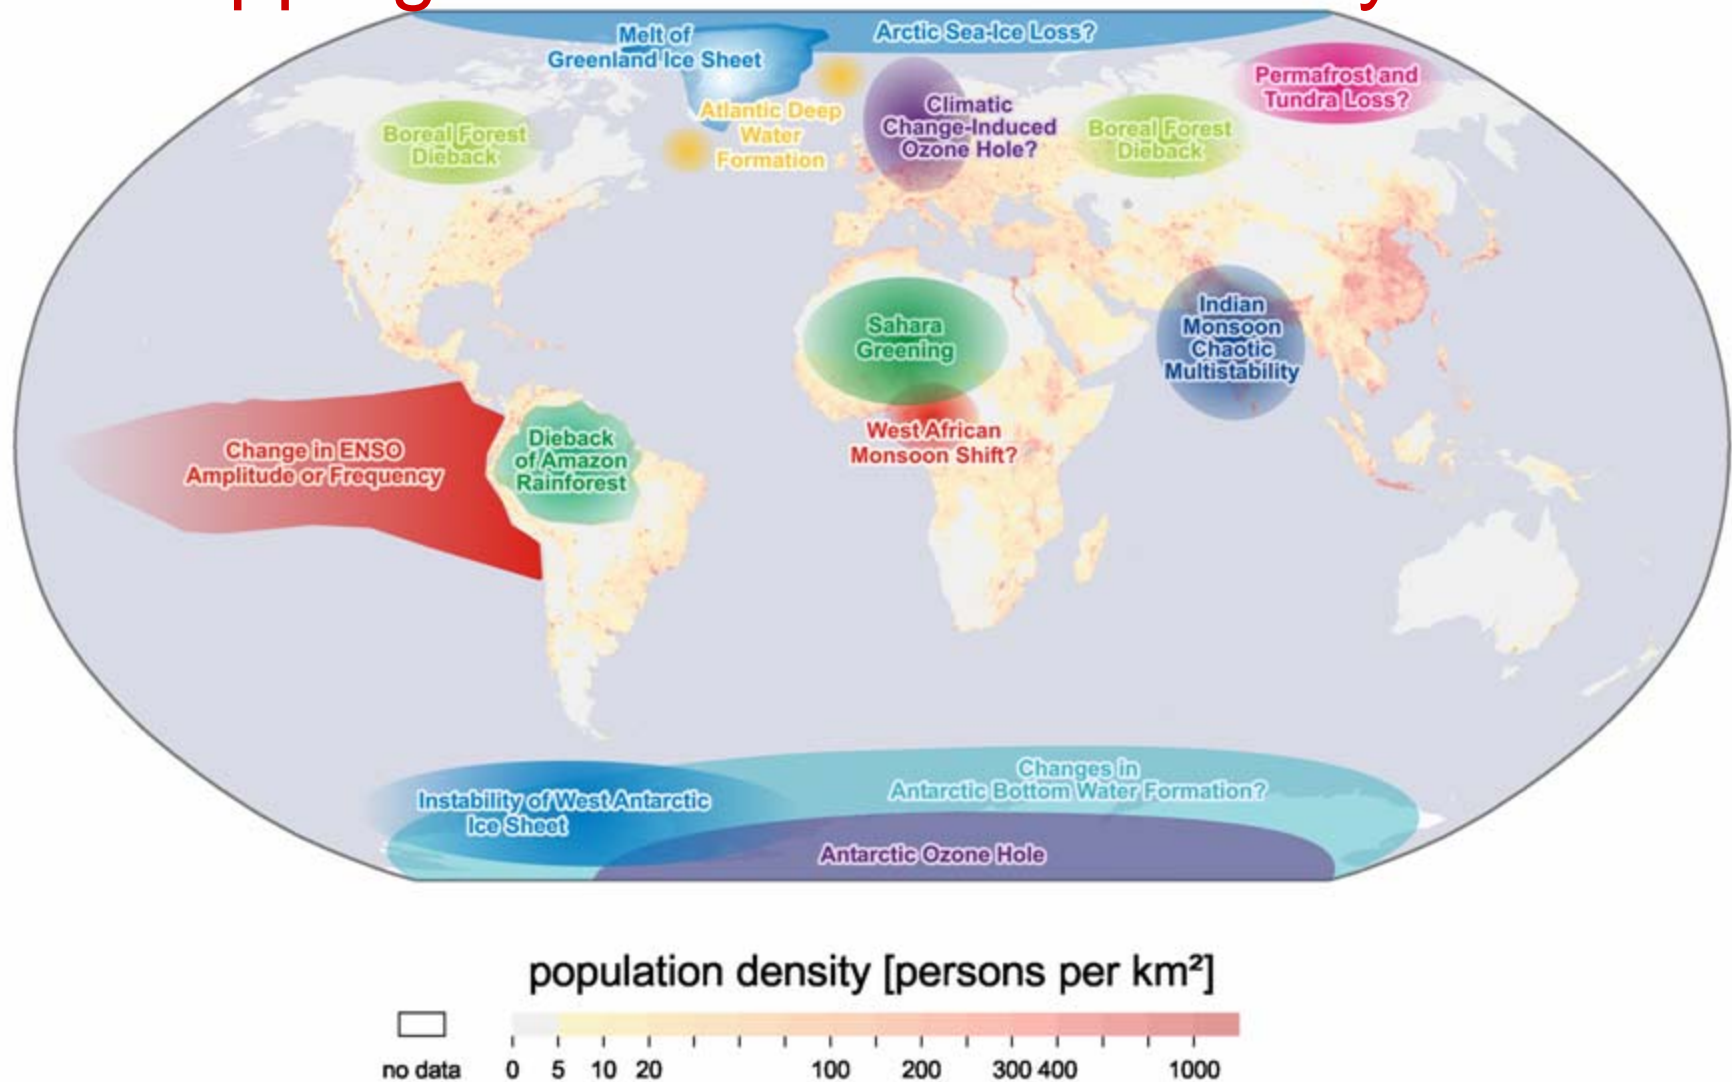 Melt of
Greenland Ice Sheet
Arctic Sea-Ice Loss?
Permafrost and
Tundra Loss?
Atlantic Deep
Water
Formation
Climatic
Change-Induced
Ozone Hole?
Boreal Forest
Dieback
Boreal Forest
Dieback
Sahara
Greening
Indian
Monsoon
Chaotic
Multistability
West African
Monsoon Shift?
Change in ENSO
Amplitude or Frequency
Dieback
of Amazon
Rainforest
Changes in
Antarctic Bottom Water Formation?
Instability of West Antarctic
Ice Sheet
Antarctic Ozone Hole
population density [persons per km²]
no data 0 5 10 20 100 200 300 400 1000